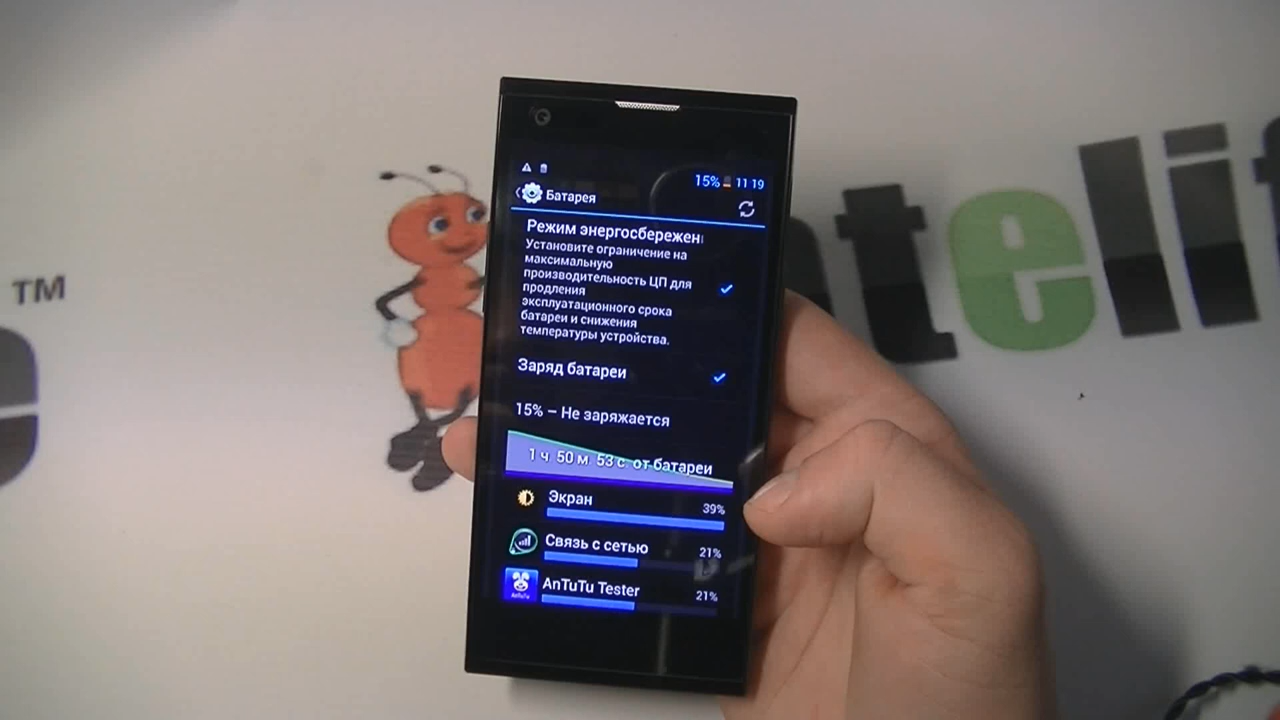 TM
15% 11 19
Батарея
Режим энергосбережен
Установите ограничение на
максимальную
производительность ЦП для
продления
эксплуатационного срока
батареи и снижения
температуры устройства.
Заряд батареи
15% – Не заряжается
1 ч. 50 м. 53 с. от батареи
Экран 39%
Связь с сетью 21%
AnTuTu
AnTuTu Tester 21%
telif